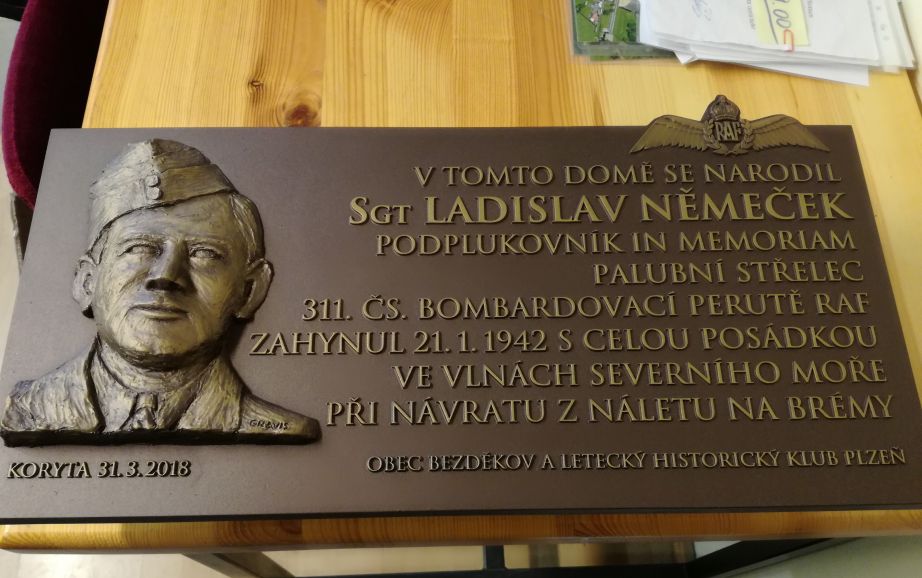 RAF
V TOMTO DOMĚ SE NARODIL
SGT LADISLAV NĚMEČEK
PODPLUKOVNÍK IN MEMORIAM
PALUBNÍ STŘELEC
311. ČS. BOMBARDOVACÍ PERUTĚ RAF
ZAHYNUL 21. 1. 1942 S CELOU POSÁDKOU
VE VLNÁCH SEVERNÍHO MOŘE
PŘI NÁVRATU Z NÁLETU NA BRÉMY
GREVIS.
KORYTA 31. 3. 2018
OBEC BEZDĚKOV A LETECKÝ HISTORICKÝ KLUB PLZEŇ